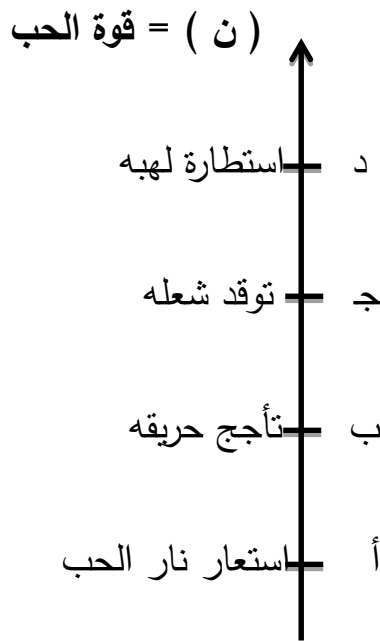 ( ن ) = قوة الحب
د استطارة لهبه
جـ توقد شعله
ب تأجج حريقه
أ استعار نار الحب